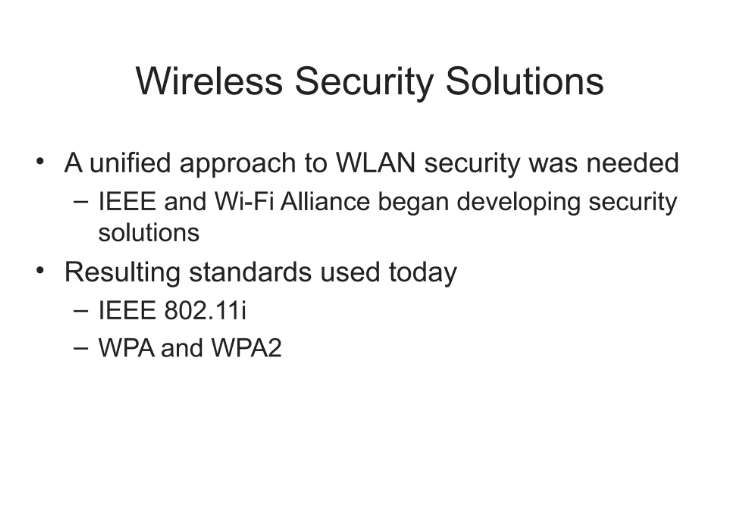 Wireless Security Solutions
• A unified approach to WLAN security was needed
– IEEE and Wi-Fi Alliance began developing security
solutions
• Resulting standards used today
– IEEE 802.11i
– WPA and WPA2